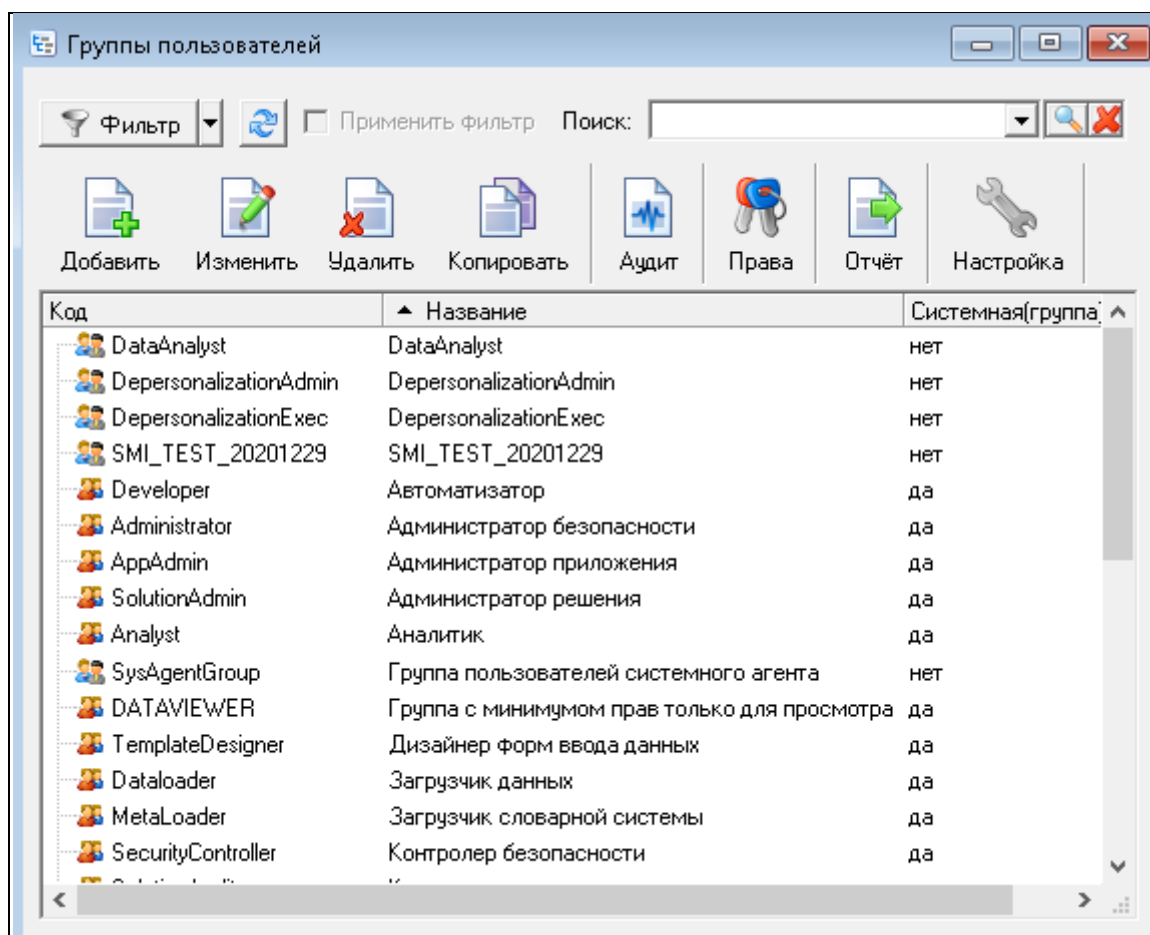 Группы пользователей
Фильтр Применить фильтр Поиск:
Добавить Изменить Удалить Копировать Аудит Права Отчёт Настройка
Код Название Системная(группа)
DataAnalyst DataAnalyst нет
DepersonalizationAdmin DepersonalizationAdmin нет
DepersonalizationExec DepersonalizationExec нет
SMI_TEST_20201229 SMI_TEST_20201229 нет
Developer Автоматизатор да
Administrator Администратор безопасности да
AppAdmin Администратор приложения да
SolutionAdmin Администратор решения да
Analyst Аналитик да
SysAgentGroup Группа пользователей системного агента нет
DATAVIEWER Группа с минимумом прав только для просмотра да
TemplateDesigner Дизайнер форм ввода данных да
Dataloader Загрузчик данных да
MetaLoader Загрузчик словарной системы да
SecurityController Контролер безопасности да